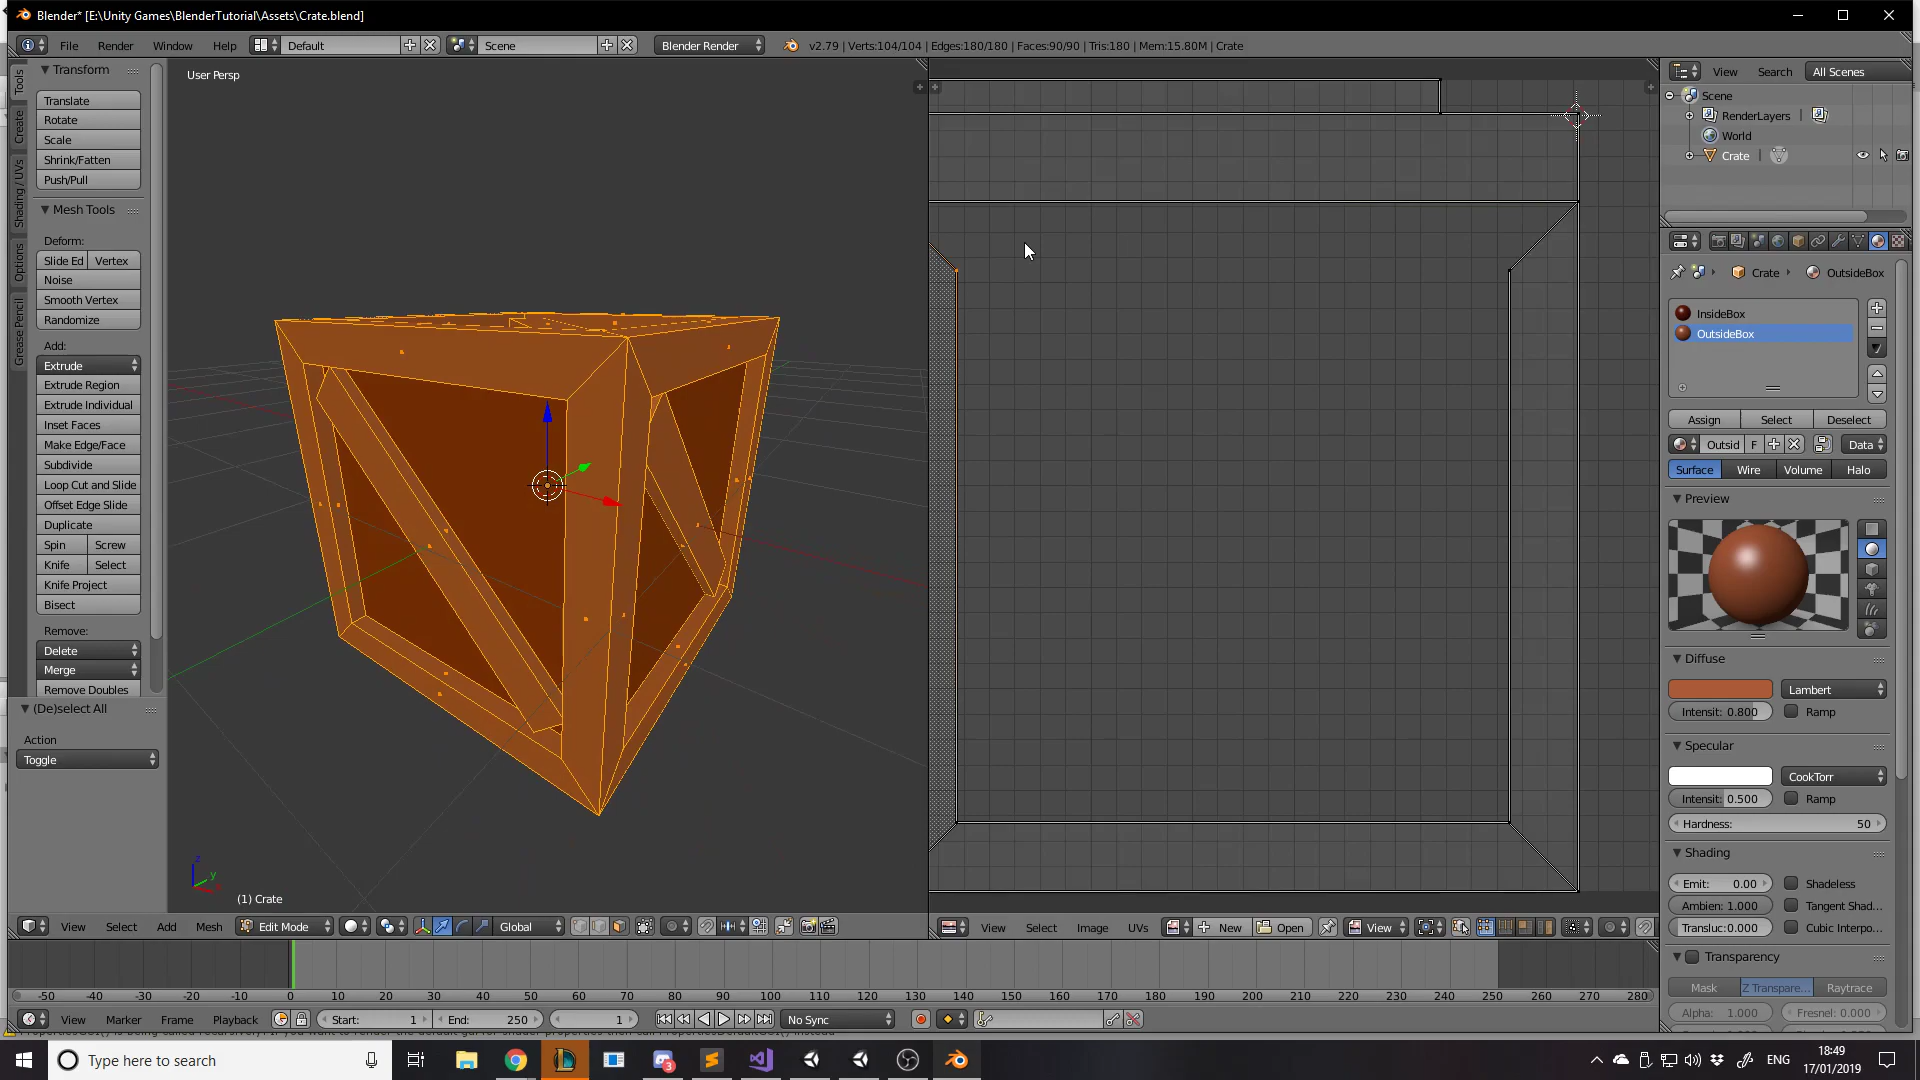 Blender* [E:\Unity Games\BlenderTutorial\Assets\Crate.blend]
File Render Window Help Default Scene Blender Render v2.79 | Verts:104/104 | Edges:180/180 | Faces:90/90 | Tris:180 | Mem:15.80M | Crate
Tools
Create
Shading / UVs
Options
Grease Pencil
Transform
Translate
Rotate
Scale
Shrink/Fatten
Push/Pull
Mesh Tools
Deform:
Slide Ed Vertex
Noise
Smooth Vertex
Randomize
Add:
Extrude
Extrude Region
Extrude Individual
Inset Faces
Make Edge/Face
Subdivide
Loop Cut and Slide
Offset Edge Slide
Duplicate
Spin Screw
Knife Select
Knife Project
Bisect
Remove:
Delete
Merge
Remove Doubles
(De)select All
Action
Toggle
User Persp
z
y
(1) Crate
View Select Add Mesh Edit Mode Global
View Select Image UVs New Open View
View Search All Scenes
Scene
RenderLayers
World
Crate
Crate OutsideBox
InsideBox
OutsideBox
Assign Select Deselect
Outsid F Data
Surface Wire Volume Halo
Preview
Diffuse
Lambert
Intensit: 0.800 Ramp
Specular
CookTorr
Intensit: 0.500 Ramp
Hardness: 50
Shading
Emit: 0.00 Shadeless
Ambien: 1.000 Tangent Shad...
Transluc:0.000 Cubic Interpo...
Transparency
Mask Z Transpare... Raytrace
Alpha: 1.000 Fresnel: 0.000
-50 -40 -30 -20 -10 0 10 20 30 40 50 60 70 80 90 100 110 120 130 140 150 160 170 180 190 200 210 220 230 240 250 260 270 280
View Marker Frame Playback Start: 1 End: 250 1 No Sync
Type here to search
3
ENG
18:49
17/01/2019